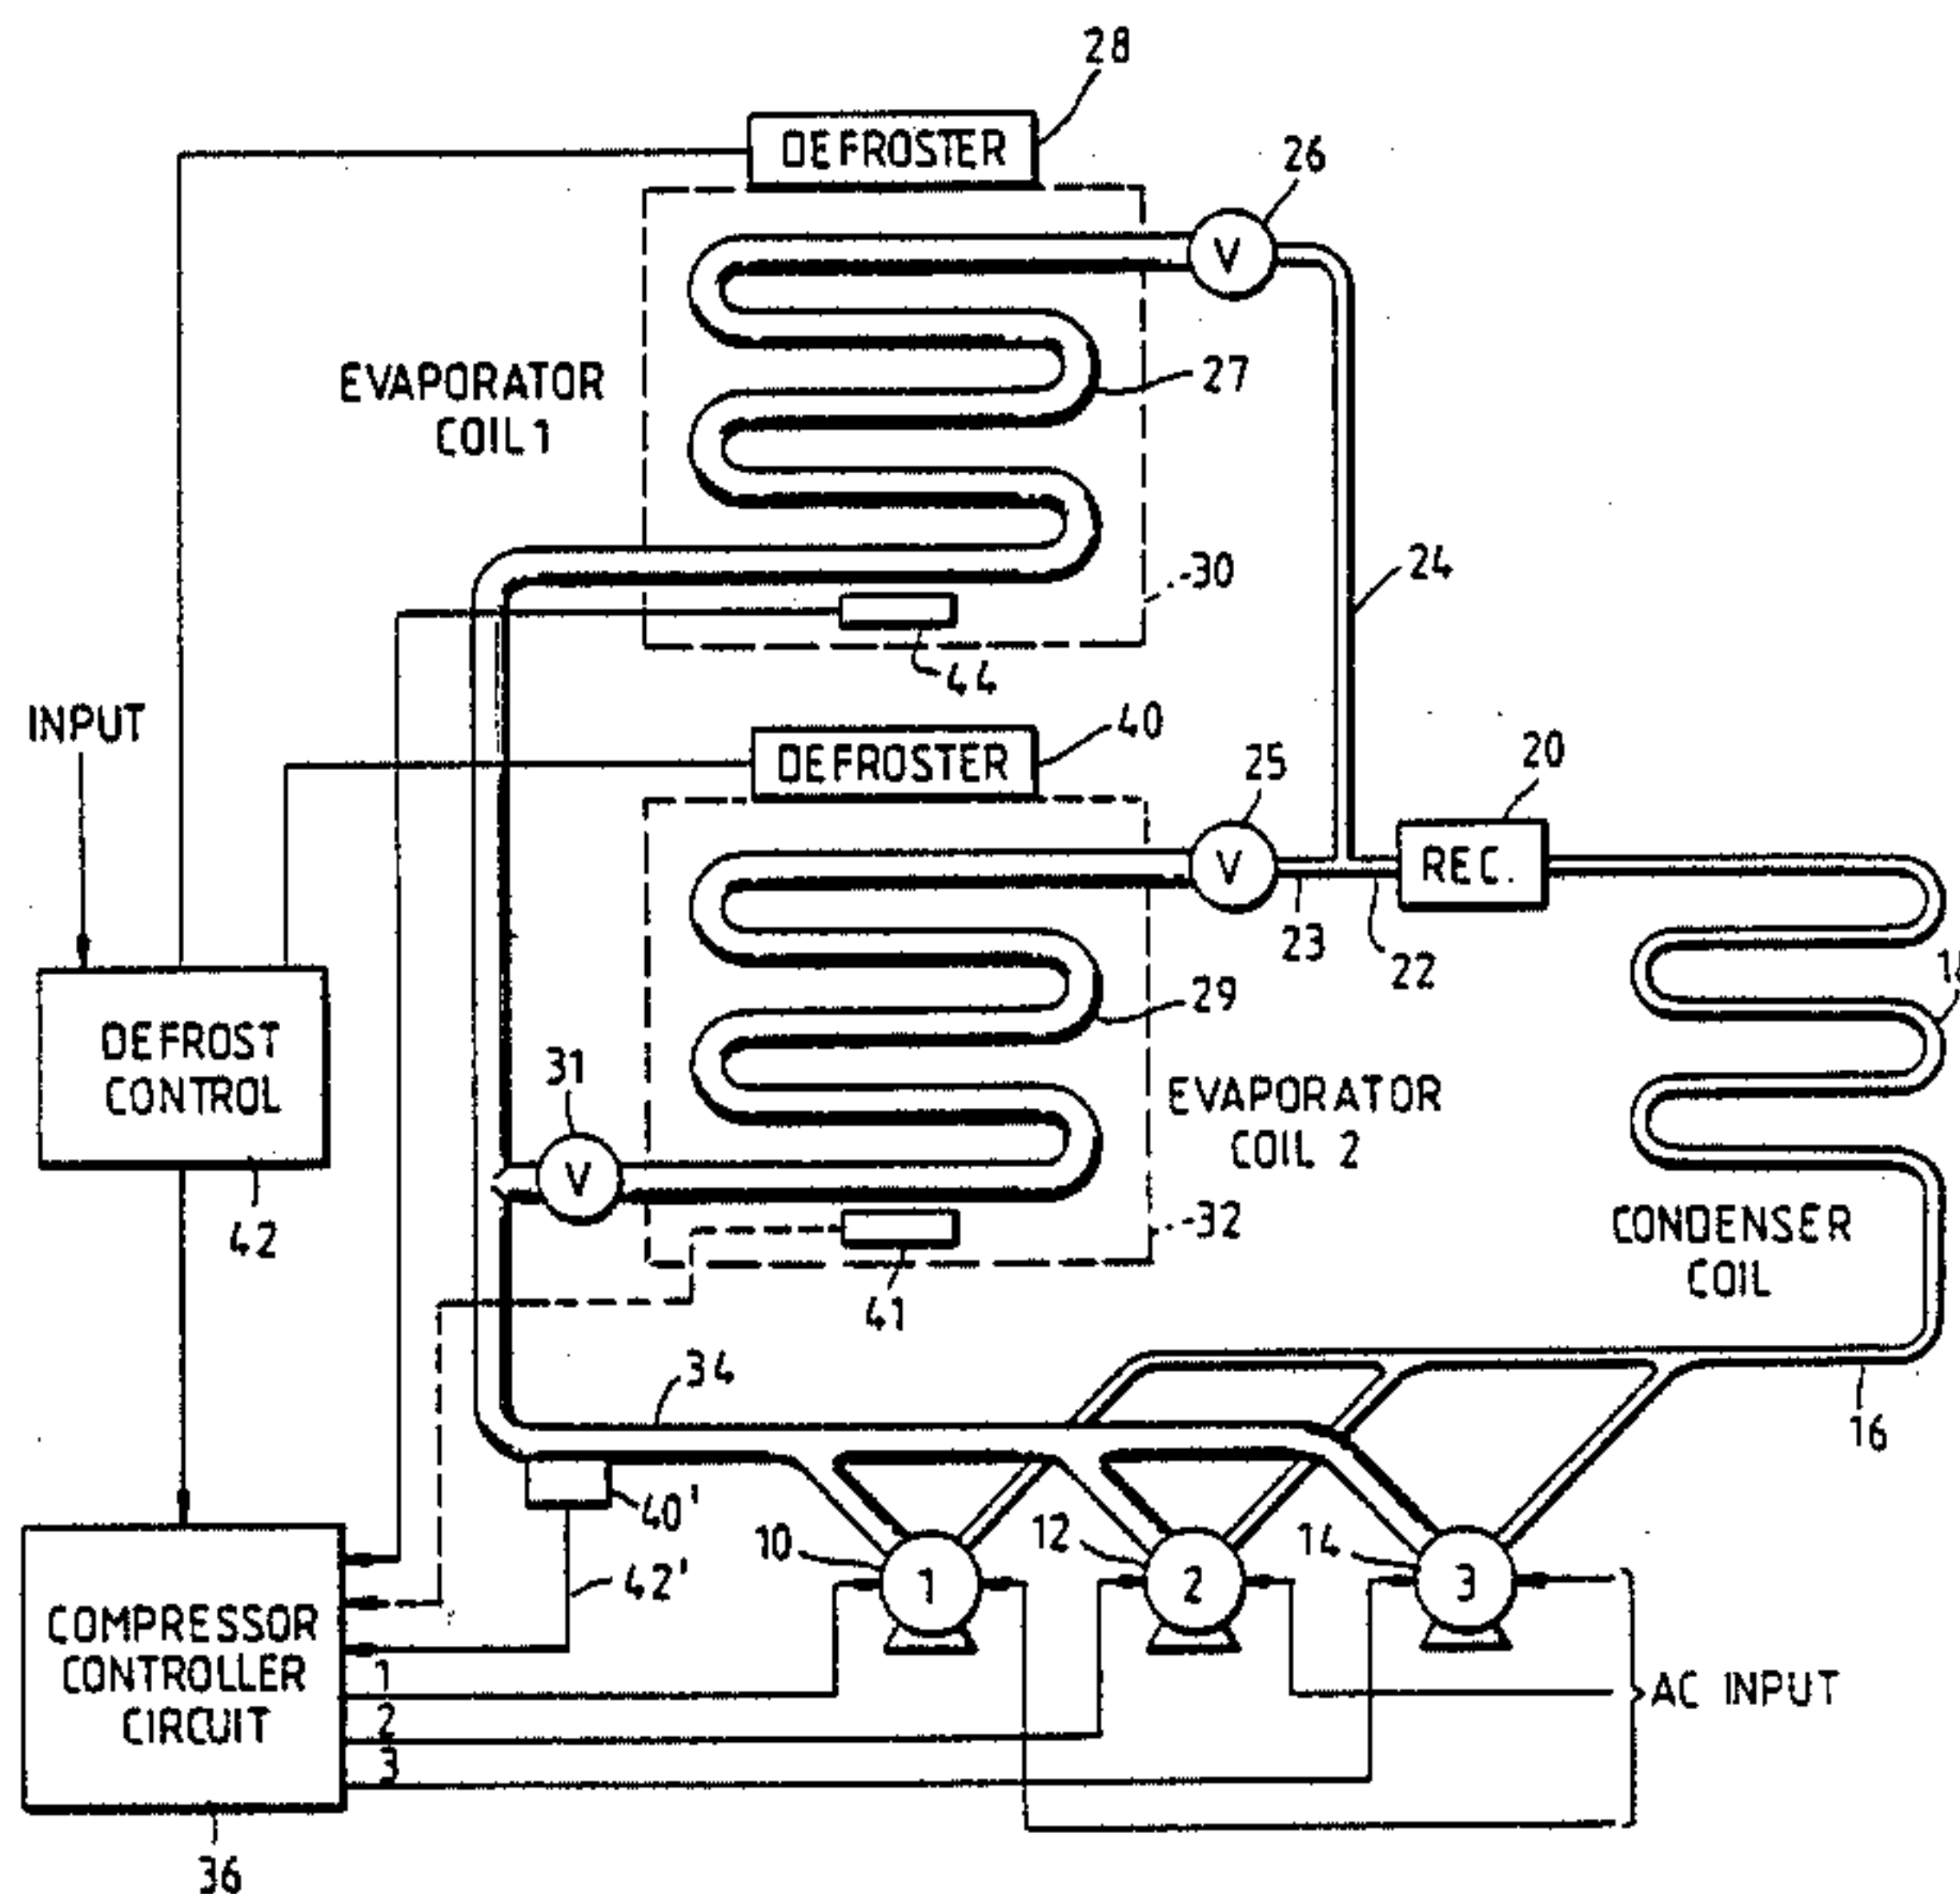 28
DEFROSTER
26
V
EVAPORATOR
COIL 1
27
30
24
44
INPUT
40
DEFROSTER
25
20
V
REC.
23
22
29
DEFROST
CONTROL
31
V
EVAPORATOR
COIL 2
42
32
41
CONDENSER
COIL
34
16
40'
10
12
14
1
2
3
42'
COMPRESSOR
CONTROLLER
CIRCUIT
1
2
3
AC INPUT
36